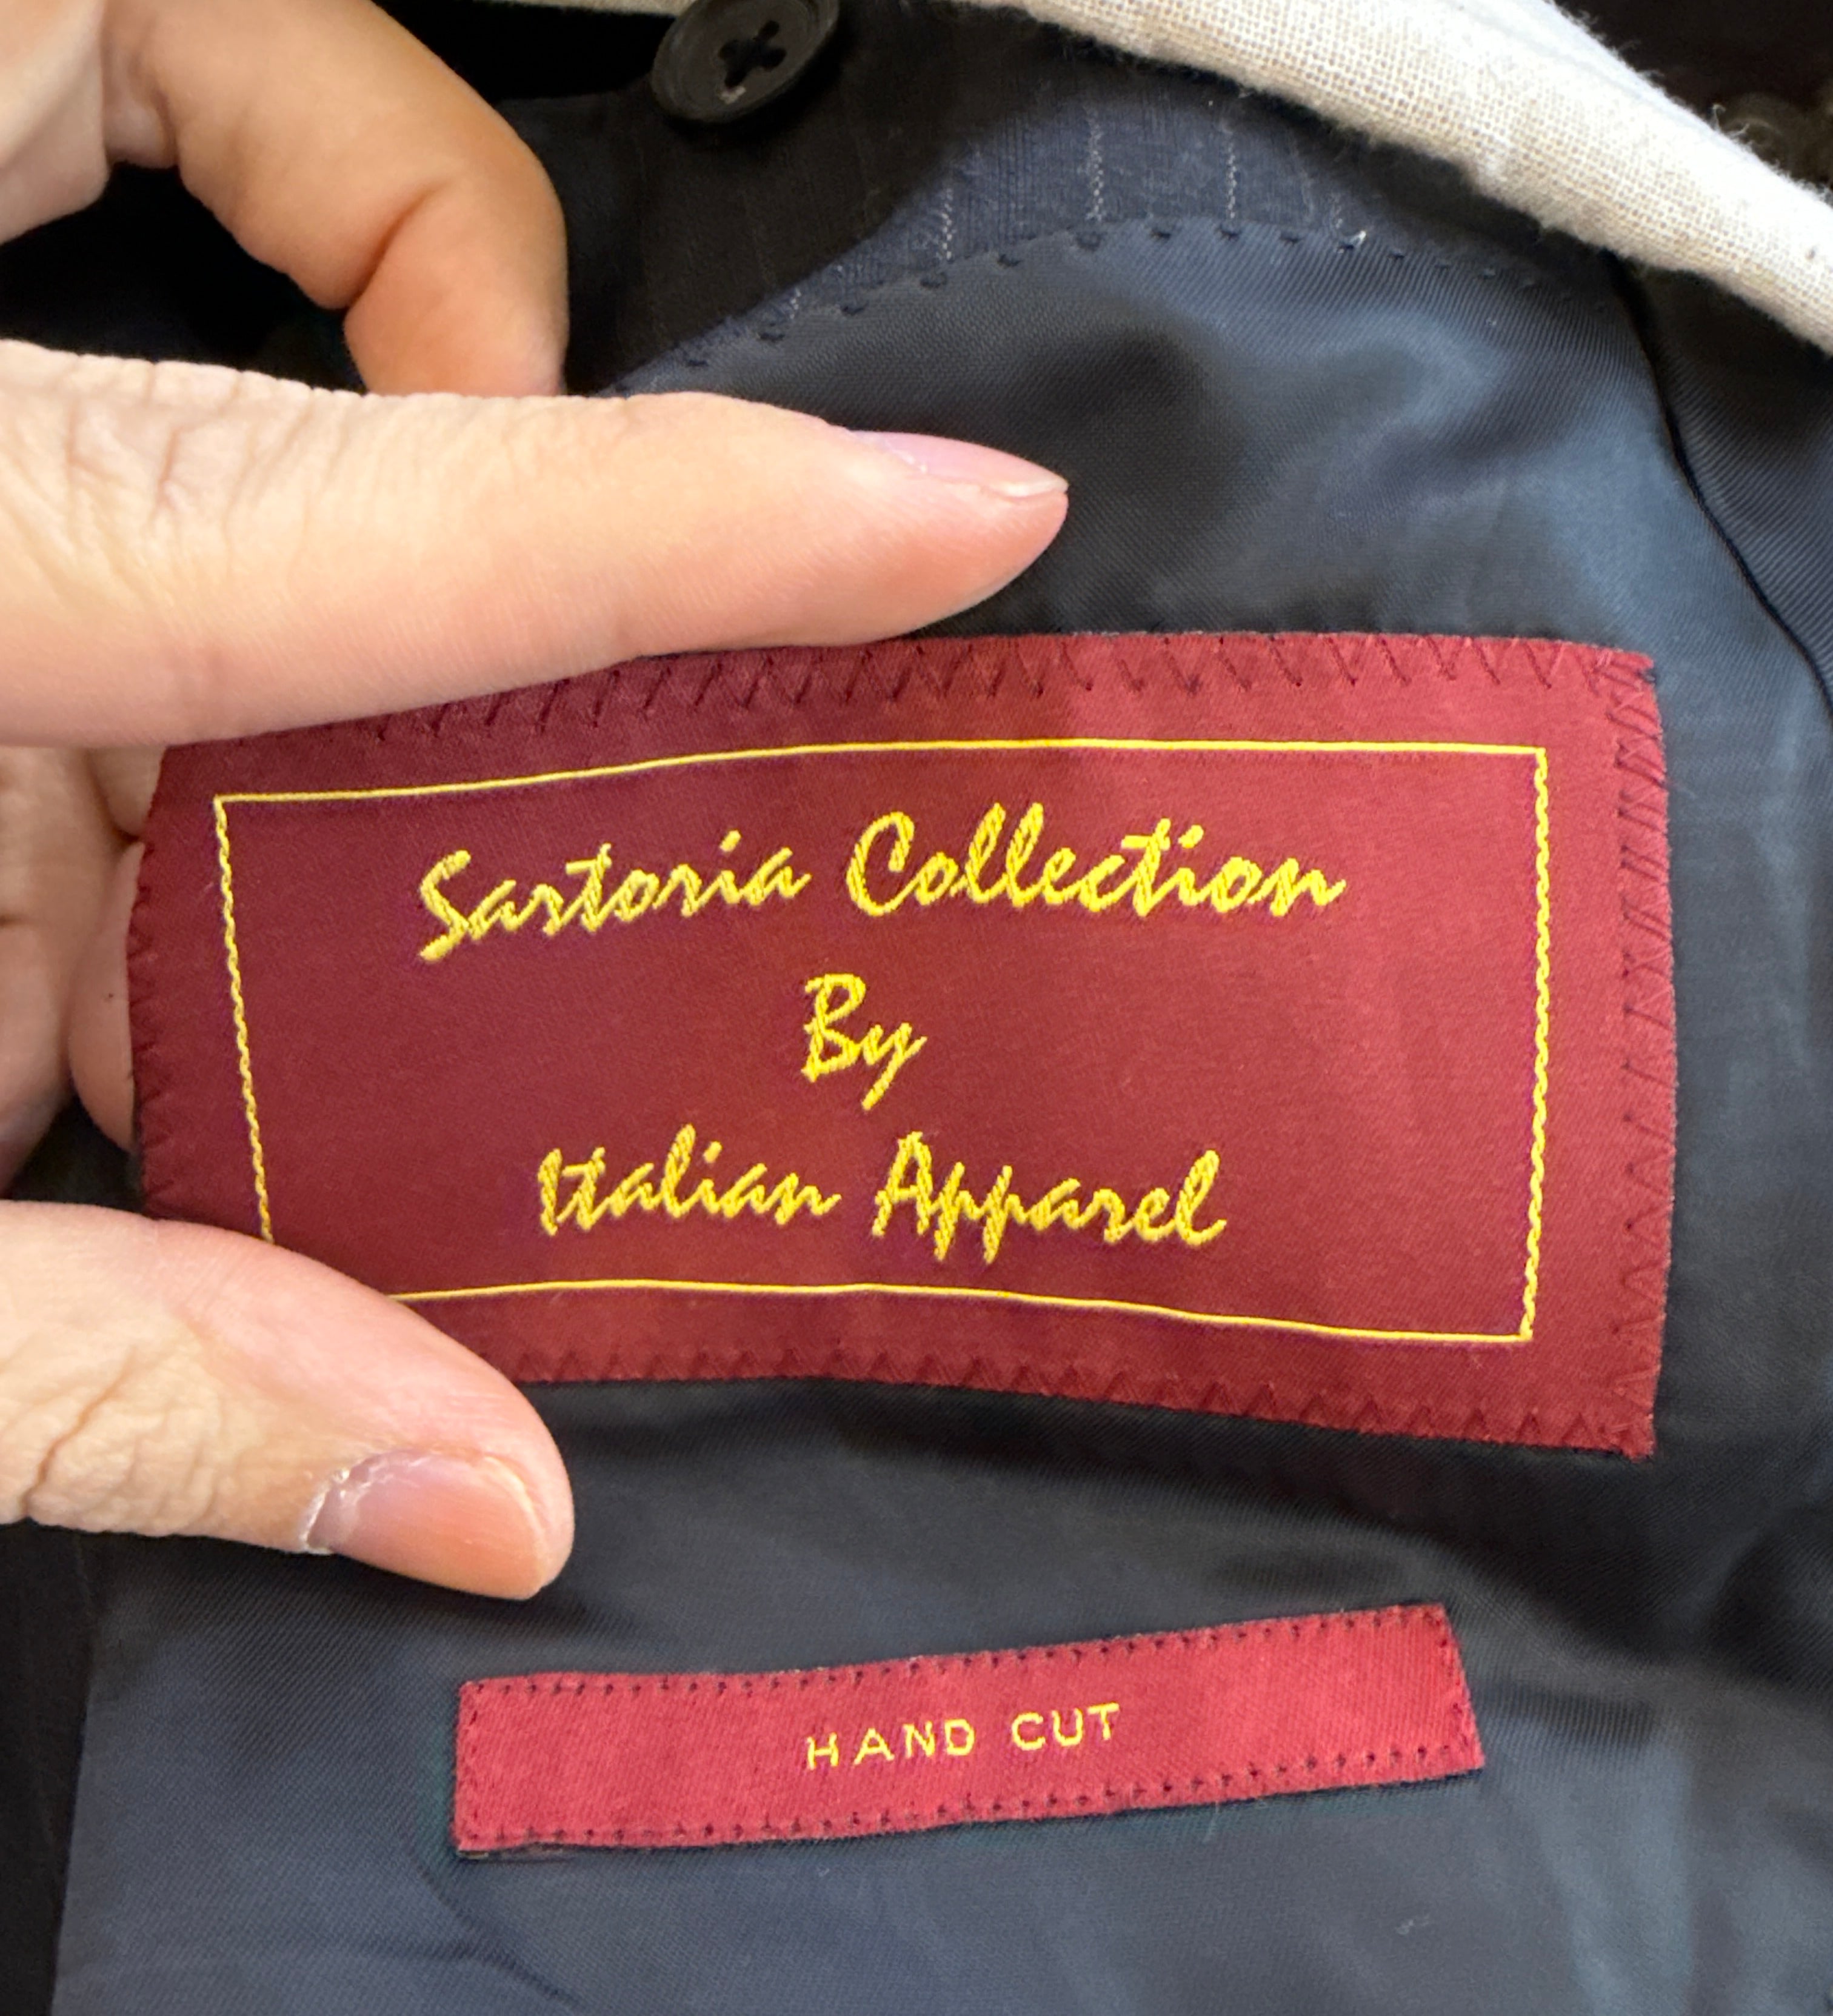 Sartoria Collection
By
Italian Apparel
HAND CUT